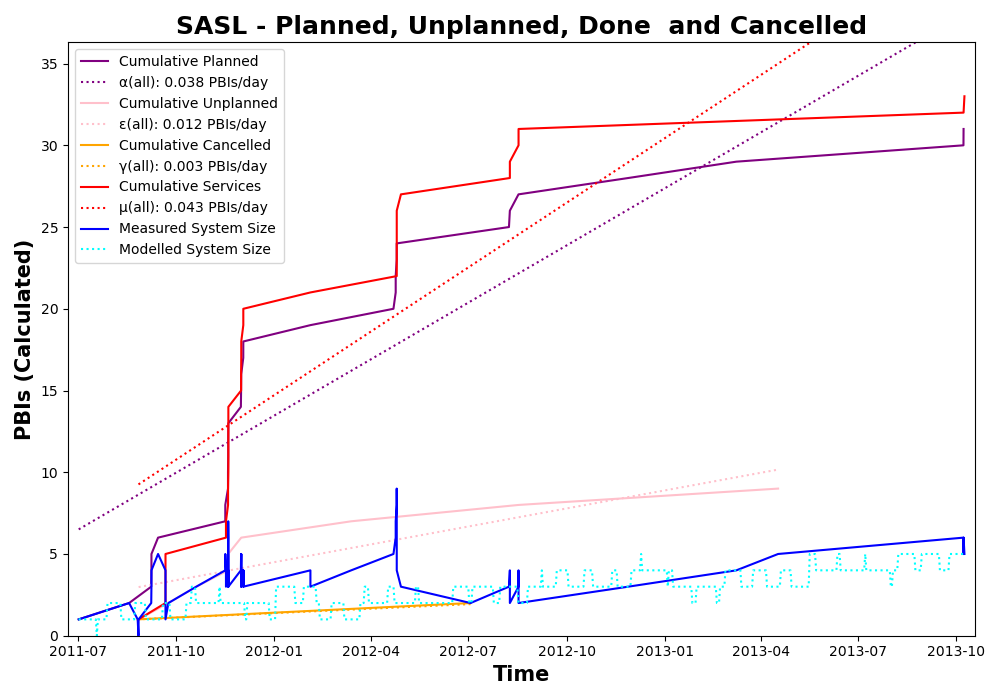 SASL - Planned, Unplanned, Done  and Cancelled
Cumulative Planned
α(all): 0.038 PBIs/day
Cumulative Unplanned
ε(all): 0.012 PBIs/day
Cumulative Cancelled
γ(all): 0.003 PBIs/day
Cumulative Services
μ(all): 0.043 PBIs/day
Measured System Size
Modelled System Size
PBIs (Calculated)
35
30
25
20
15
10
5
0
2011-07 2011-10 2012-01 2012-04 2012-07 2012-10 2013-01 2013-04 2013-07 2013-10
Time